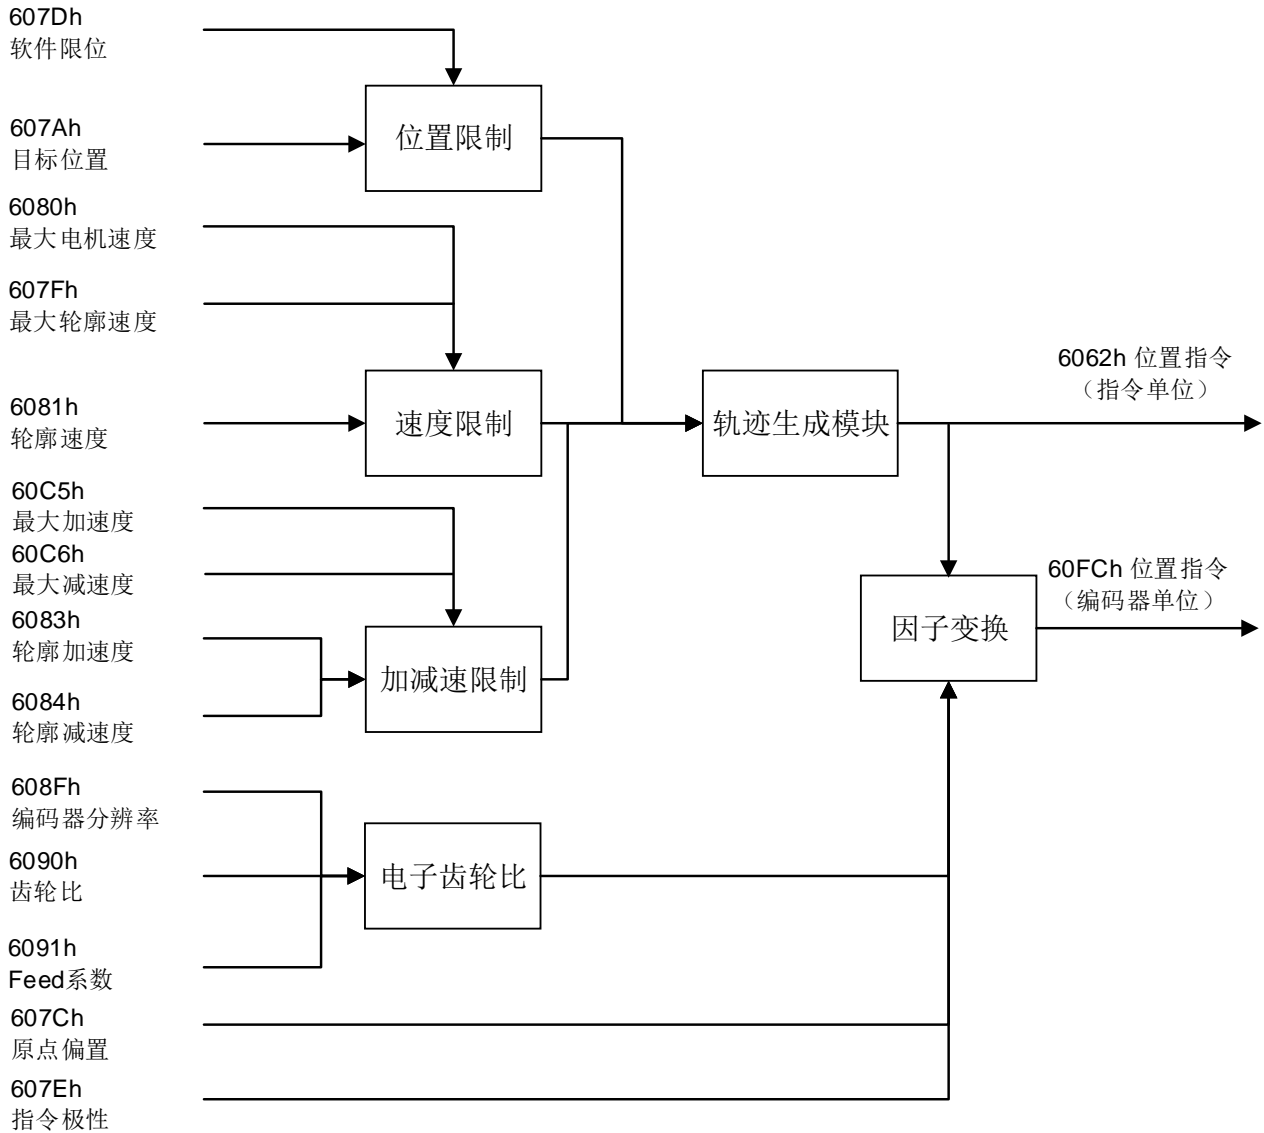 607Dh
软件限位
607Ah
目标位置
位置限制
6080h
最大电机速度
607Fh
最大轮廓速度
6081h
轮廓速度
速度限制
轨迹生成模块
6062h 位置指令
（指令单位）
60C5h
最大加速度
60C6h
最大减速度
6083h
轮廓加速度
6084h
轮廓减速度
加减速限制
因子变换
60FCh 位置指令
（编码器单位）
608Fh
编码器分辨率
6090h
齿轮比
6091h
Feed系数
电子齿轮比
607Ch
原点偏置
607Eh
指令极性